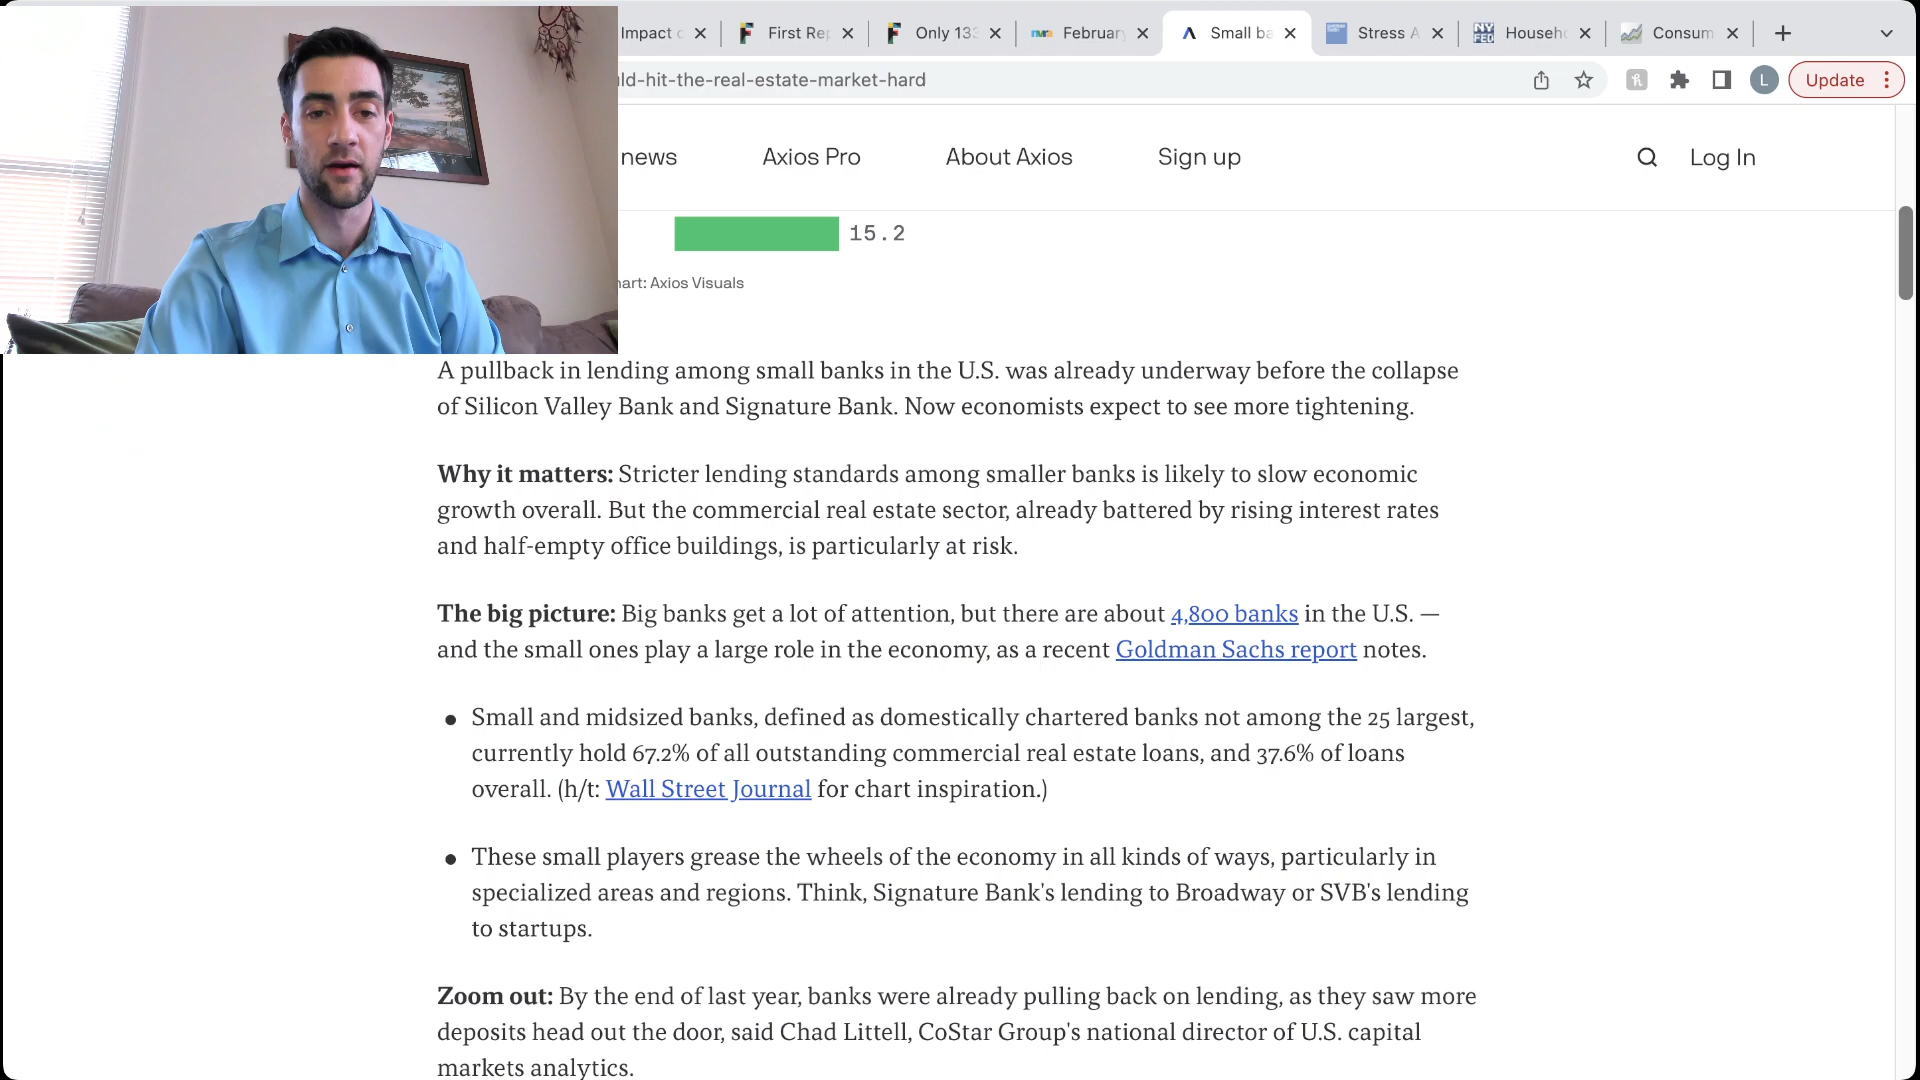 Impact
First Re
Only 133
nmn
February
Small ba
Stress A
NY FED
Househ
Consum
ld-hit-the-real-estate-market-hard
L
Update
news
Axios Pro
About Axios
Sign up
Log In
15.2
hart: Axios Visuals
A pullback in lending among small banks in the U.S. was already underway before the collapse
of Silicon Valley Bank and Signature Bank. Now economists expect to see more tightening.
Why it matters: Stricter lending standards among smaller banks is likely to slow economic
growth overall. But the commercial real estate sector, already battered by rising interest rates
and half-empty office buildings, is particularly at risk.
The big picture: Big banks get a lot of attention, but there are about 4,800 banks in the U.S. —
and the small ones play a large role in the economy, as a recent Goldman Sachs report notes.
● Small and midsized banks, defined as domestically chartered banks not among the 25 largest,
currently hold 67.2% of all outstanding commercial real estate loans, and 37.6% of loans
overall. (h/t: Wall Street Journal for chart inspiration.)
● These small players grease the wheels of the economy in all kinds of ways, particularly in
specialized areas and regions. Think, Signature Bank's lending to Broadway or SVB's lending
to startups.
Zoom out: By the end of last year, banks were already pulling back on lending, as they saw more
deposits head out the door, said Chad Littell, CoStar Group's national director of U.S. capital
markets analytics.